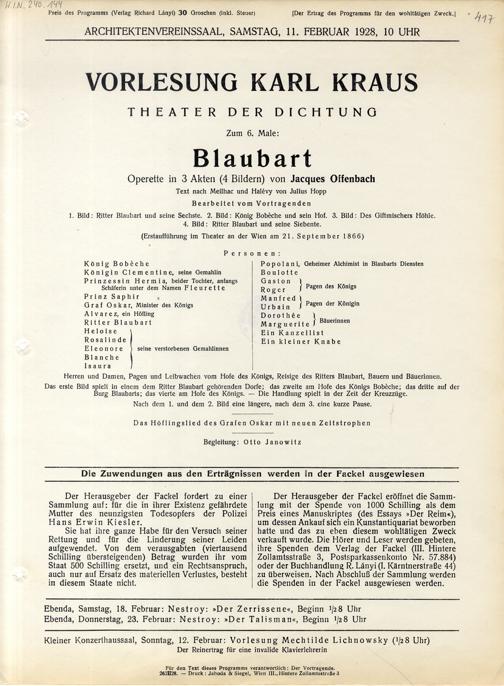 H.I.N. 240.144
417
Preis des Programms (Verlag Richard Lányi) 30 Groschen (inkl. Steuer) [Der Ertrag des Programms für den wohltätigen Zweck.]
ARCHITEKTENVEREINSSAAL, SAMSTAG, 11. FEBRUAR 1928, 10 UHR
VORLESUNG KARL KRAUS
THEATER DER DICHTUNG
Zum 6. Male:
Blaubart
Operette in 3 Akten (4 Bildern) von Jacques Offenbach
Text nach Meilhac und Halévy von Julius Hopp
Bearbeitet vom Vortragenden
1. Bild: Ritter Blaubart und seine Sechste. 2. Bild: König Bobèche und sein Hof. 3. Bild: Des Giftmischers Höhle.
4. Bild: Ritter Blaubart und seine Siebente.
(Erstaufführung im Theater an der Wien am 21. September 1866)
Personen:
König Bobèche
Königin Clementine, seine Gemahlin
Prinzessin Hermia, beider Tochter, anfangs
Schäferin unter dem Namen Fleurette
Prinz Saphir
Graf Oskar, Minister des Königs
Alvarez, ein Höfling
Ritter Blaubart
Heloise
Rosalinde
Eleonore seine verstorbenen Gemahlinnen
Blanche
Isaura
Popolani, Geheimer Alchimist in Blaubarts Diensten
Boulotte
Gaston
Roger Pagen des Königs
Manfred
Urbain Pagen der Königin
Dorothée
Marguerite Bäuerinnen
Ein Kanzellist
Ein kleiner Knabe
Herren und Damen, Pagen und Leibwachen vom Hofe des Königs, Reisige des Ritters Blaubart, Bauern und Bäuerinnen.
Das erste Bild spielt in einem dem Ritter Blaubart gehörenden Dorfe; das zweite am Hofe des Königs Bobèche; das dritte auf der
Burg Blaubarts; das vierte am Hofe des Königs. — Die Handlung spielt in der Zeit der Kreuzzüge.
Nach dem 1. und dem 2. Bild eine längere, nach dem 3. eine kurze Pause.
Das Höflingslied des Grafen Oskar mit neuen Zeitstrophen
Begleitung: Otto Janowitz
Die Zuwendungen aus den Erträgnissen werden in der Fackel ausgewiesen
Der Herausgeber der Fackel fordert zu einer
Sammlung auf: für die in ihrer Existenz gefährdete
Mutter des neunzigsten Todesopfers der Polizei
Hans Erwin Kiesler.
Sie hat ihre ganze Habe für den Versuch seiner
Rettung und für die Linderung seiner Leiden
aufgewendet. Von dem verausgabten (viertausend
Schilling übersteigenden) Betrag wurden ihr vom
Staat 500 Schilling ersetzt, und ein Rechtsanspruch,
auch nur auf Ersatz des materiellen Verlustes, besteht
in diesem Staate nicht.
Der Herausgeber der Fackel eröffnet die Samm-
lung mit der Spende von 1000 Schilling als dem
Preis eines Manuskriptes (des Essays »Der Reim«),
um dessen Ankauf sich ein Kunstantiquariat beworben
hatte und das zu eben diesem wohltätigen Zweck
verkauft wurde. Die Hörer und Leser werden gebeten,
ihre Spenden dem Verlag der Fackel (III. Hintere
Zollamtsstraße 3, Postsparkassenkonto Nr. 57.884)
oder der Buchhandlung R. Lányi (I. Kärntnerstraße 44)
zu überweisen. Nach Abschluß der Sammlung werden
die Spenden in der Fackel ausgewiesen werden.
Ebenda, Samstag, 18. Februar: Nestroy: »Der Zerrissene«, Beginn ½8 Uhr
Ebenda, Donnerstag, 23. Februar: Nestroy: »Der Talisman«, Beginn ½8 Uhr
Kleiner Konzerthaussaal, Sonntag, 12. Februar: Vorlesung Mechtilde Lichnowsky (½8 Uhr)
Der Reinertrag für eine invalide Klavierlehrerin
Für den Text dieses Programms verantwortlich: Der Vortragende.
Druck: Jahoda & Siegel, Wien III., Hintere Zollamtsstraße 3